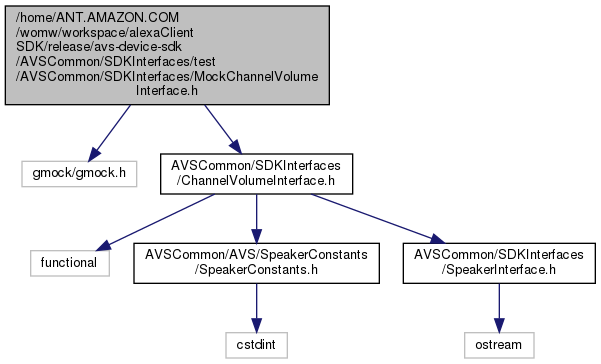 /home/ANT.AMAZON.COM
/womw/workspace/alexaClient
SDK/release/avs-device-sdk
/AVSCommon/SDKInterfaces/test
/AVSCommon/SDKInterfaces/MockChannelVolume
Interface.h
gmock/gmock.h
AVSCommon/SDKInterfaces
/ChannelVolumeInterface.h
functional
AVSCommon/AVS/SpeakerConstants
/SpeakerConstants.h
AVSCommon/SDKInterfaces
/SpeakerInterface.h
cstdint
ostream